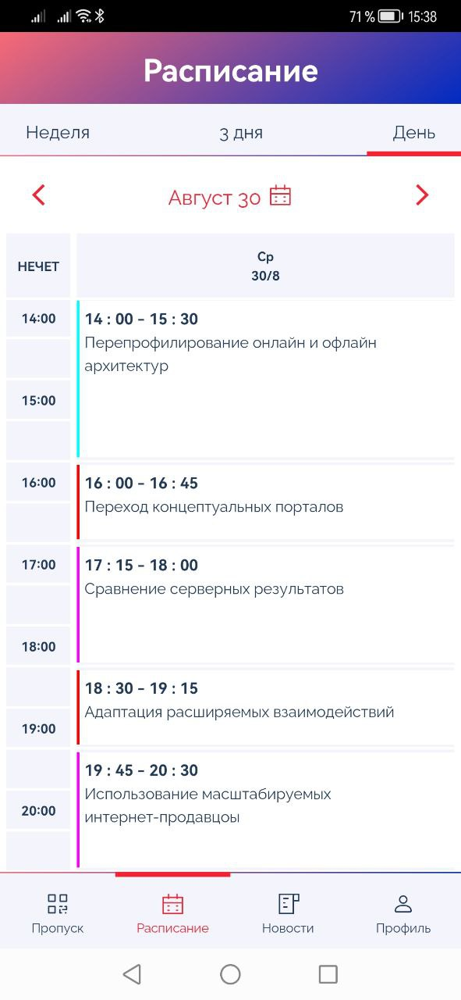 71 % 15:38
Расписание
Неделя 3 дня День
Август 30
НЕЧЕТ
Ср
30/8
14:00
14 : 00 - 15 : 30
Перепрофилирование онлайн и офлайн
архитектур
15:00
16:00
16 : 00 - 16 : 45
Переход концептуальных порталов
17:00
17 : 15 - 18 : 00
Сравнение серверных результатов
18:00
18 : 30 - 19 : 15
Адаптация расширяемых взаимодействий
19:00
19 : 45 - 20 : 30
Использование масштабируемых
20:00
интернет-продавцоы
Пропуск Расписание Новости Профиль